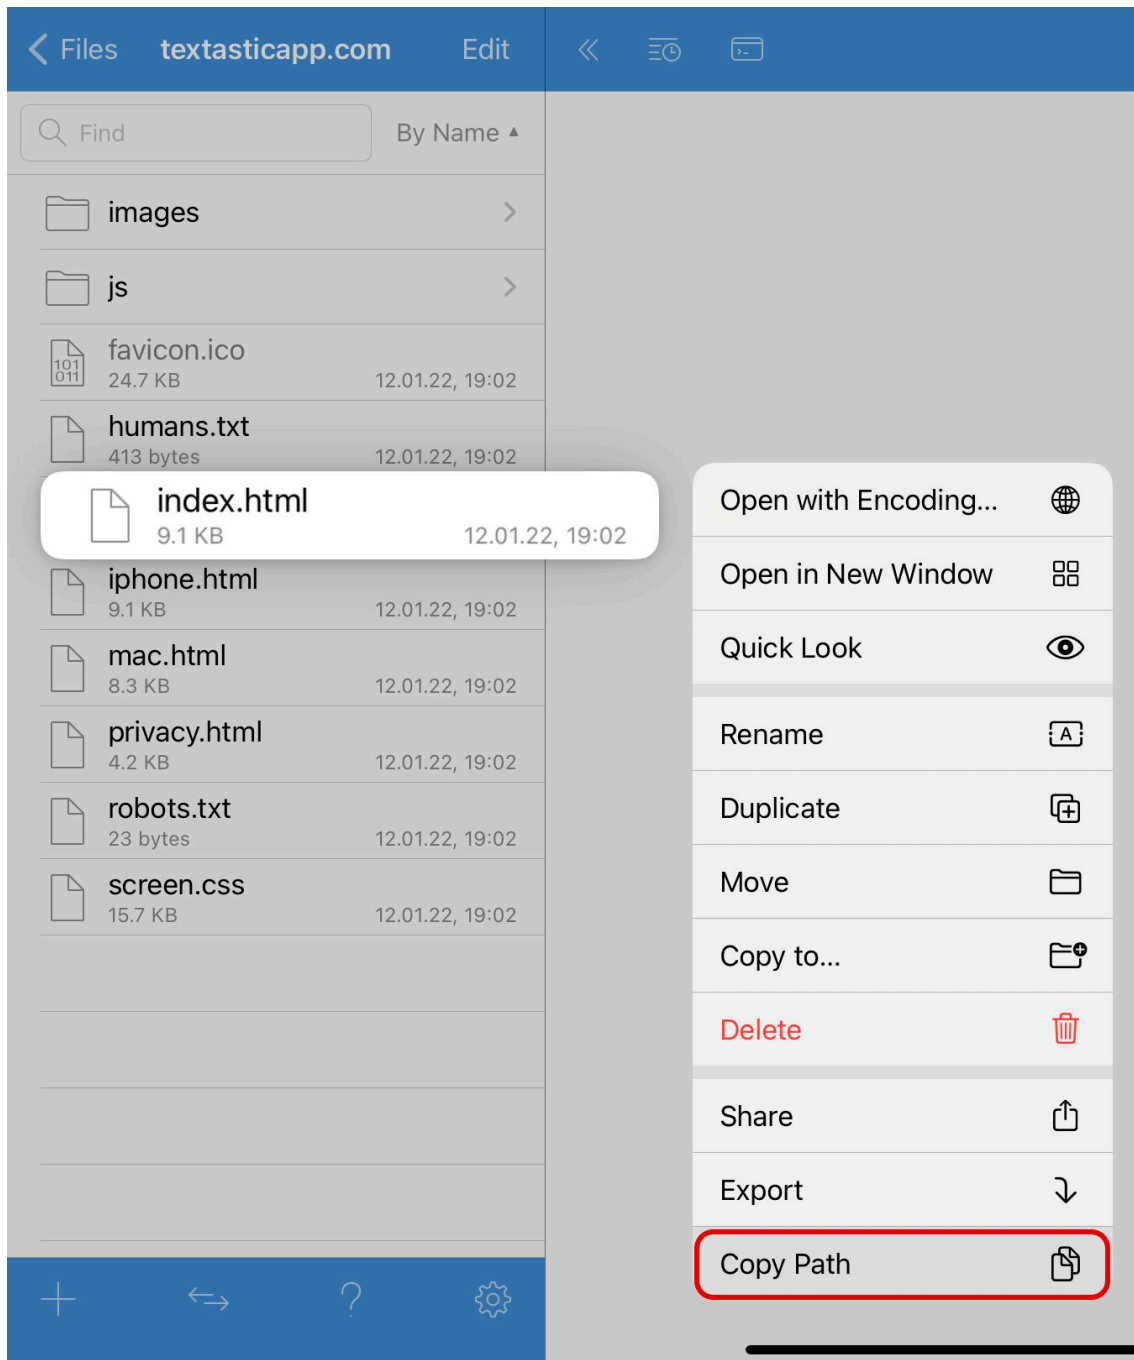 Files
textasticapp.com
Edit
Find
By Name
images
js
101
011
favicon.ico
24.7 KB
12.01.22, 19:02
humans.txt
413 bytes
12.01.22, 19:02
index.html
9.1 KB
12.01.22, 19:02
iphone.html
9.1 KB
12.01.22, 19:02
mac.html
8.3 KB
12.01.22, 19:02
privacy.html
4.2 KB
12.01.22, 19:02
robots.txt
23 bytes
12.01.22, 19:02
screen.css
15.7 KB
12.01.22, 19:02
Open with Encoding...
Open in New Window
Quick Look
Rename
A
Duplicate
Move
Copy to...
Delete
Share
Export
Copy Path